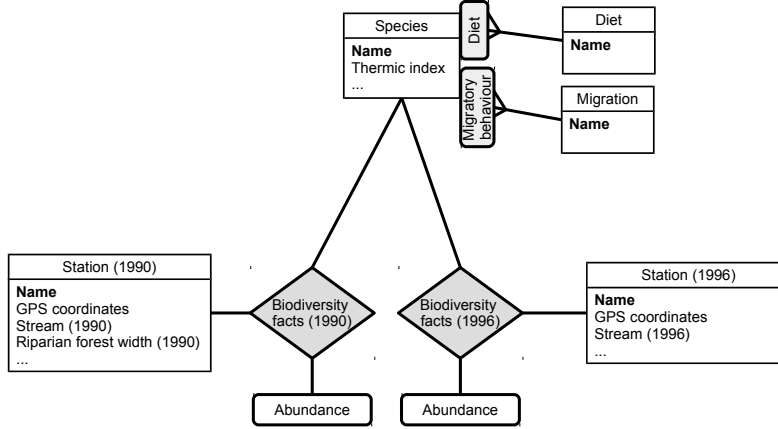 Species
Name
Thermic index
...
Diet
Diet
Name
Migratory
behaviour
Migration
Name
Station (1990)
Name
GPS coordinates
Stream (1990)
Riparian forest width (1990)
...
Biodiversity
facts (1990)
Biodiversity
facts (1996)
Station (1996)
Name
GPS coordinates
Stream (1996)
...
Abundance
Abundance